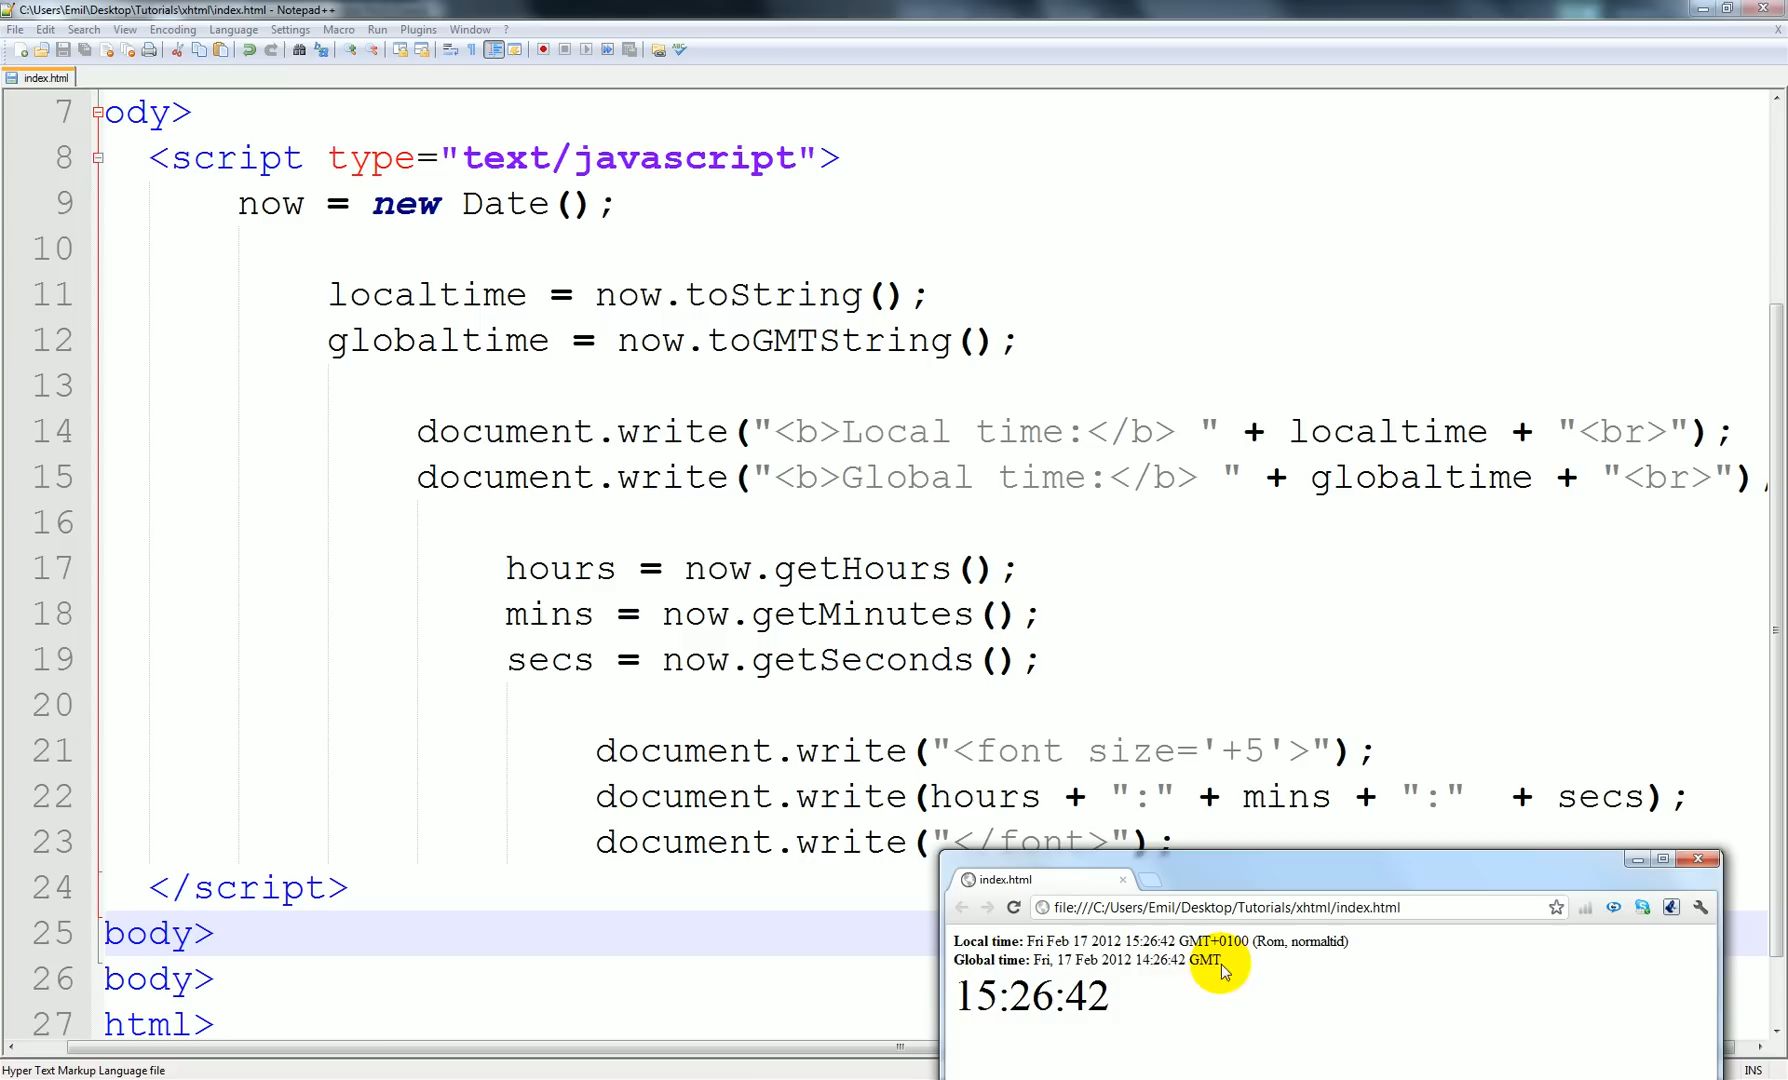 C:\Users\Emil\Desktop\Tutorials\xhtml\index.html - Notepad++
File Edit Search View Encoding Language Settings Macro Run Plugins Window ? X
index.html
7 ody>
8 <script type="text/javascript">
9 now = new Date();
10
11 localtime = now.toString();
12 globaltime = now.toGMTString();
13
14 document.write("<b>Local time:</b> " + localtime + "<br>");
15 document.write("<b>Global time:</b> " + globaltime + "<br>");
16
17 hours = now.getHours();
18 mins = now.getMinutes();
19 secs = now.getSeconds();
20
21 document.write("<font size='+5'>");
22 document.write(hours + ":" + mins + ":" + secs);
23 document.write("</font>");
24 </script>
25 body>
26 body>
27 html>
index.html
file:///C:/Users/Emil/Desktop/Tutorials/xhtml/index.html
Local time: Fri Feb 17 2012 15:26:42 GMT+0100 (Rom, normaltid)
Global time: Fri, 17 Feb 2012 14:26:42 GMT
15:26:42
Hyper Text Markup Language file
INS